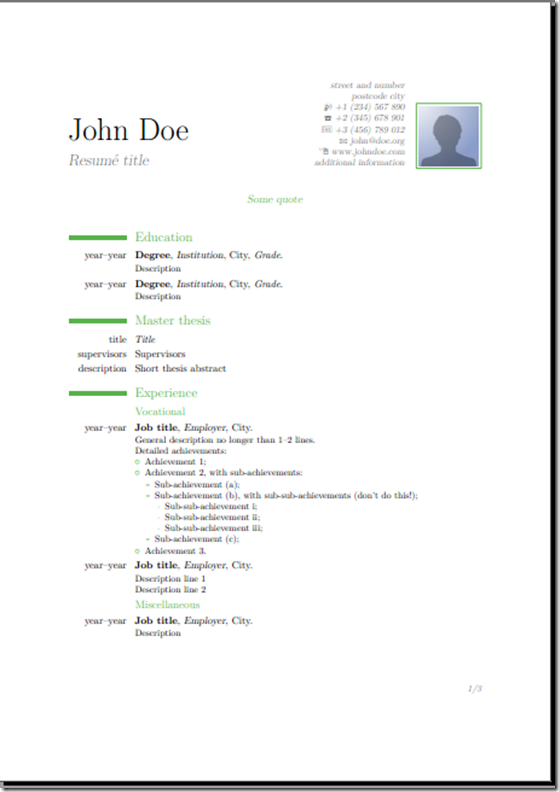 John Doe
Resumé title
street and number
postcode city
+1 (234) 567 890
+2 (345) 678 901
+3 (456) 789 012
john@doe.org
www.johndoe.com
additional information
Some quote
Education
year–year Degree, Institution, City, Grade.
Description
year–year Degree, Institution, City, Grade.
Description
Master thesis
title Title
supervisors Supervisors
description Short thesis abstract
Experience
Vocational
year–year Job title, Employer, City.
General description no longer than 1–2 lines.
Detailed achievements:
Achievement 1;
Achievement 2, with sub-achievements:
- Sub-achievement (a);
- Sub-achievement (b), with sub-sub-achievements (don't do this!);
· Sub-sub-achievement i;
· Sub-sub-achievement ii;
· Sub-sub-achievement iii;
- Sub-achievement (c);
Achievement 3.
year–year Job title, Employer, City.
Description line 1
Description line 2
Miscellaneous
year–year Job title, Employer, City.
Description
1/3